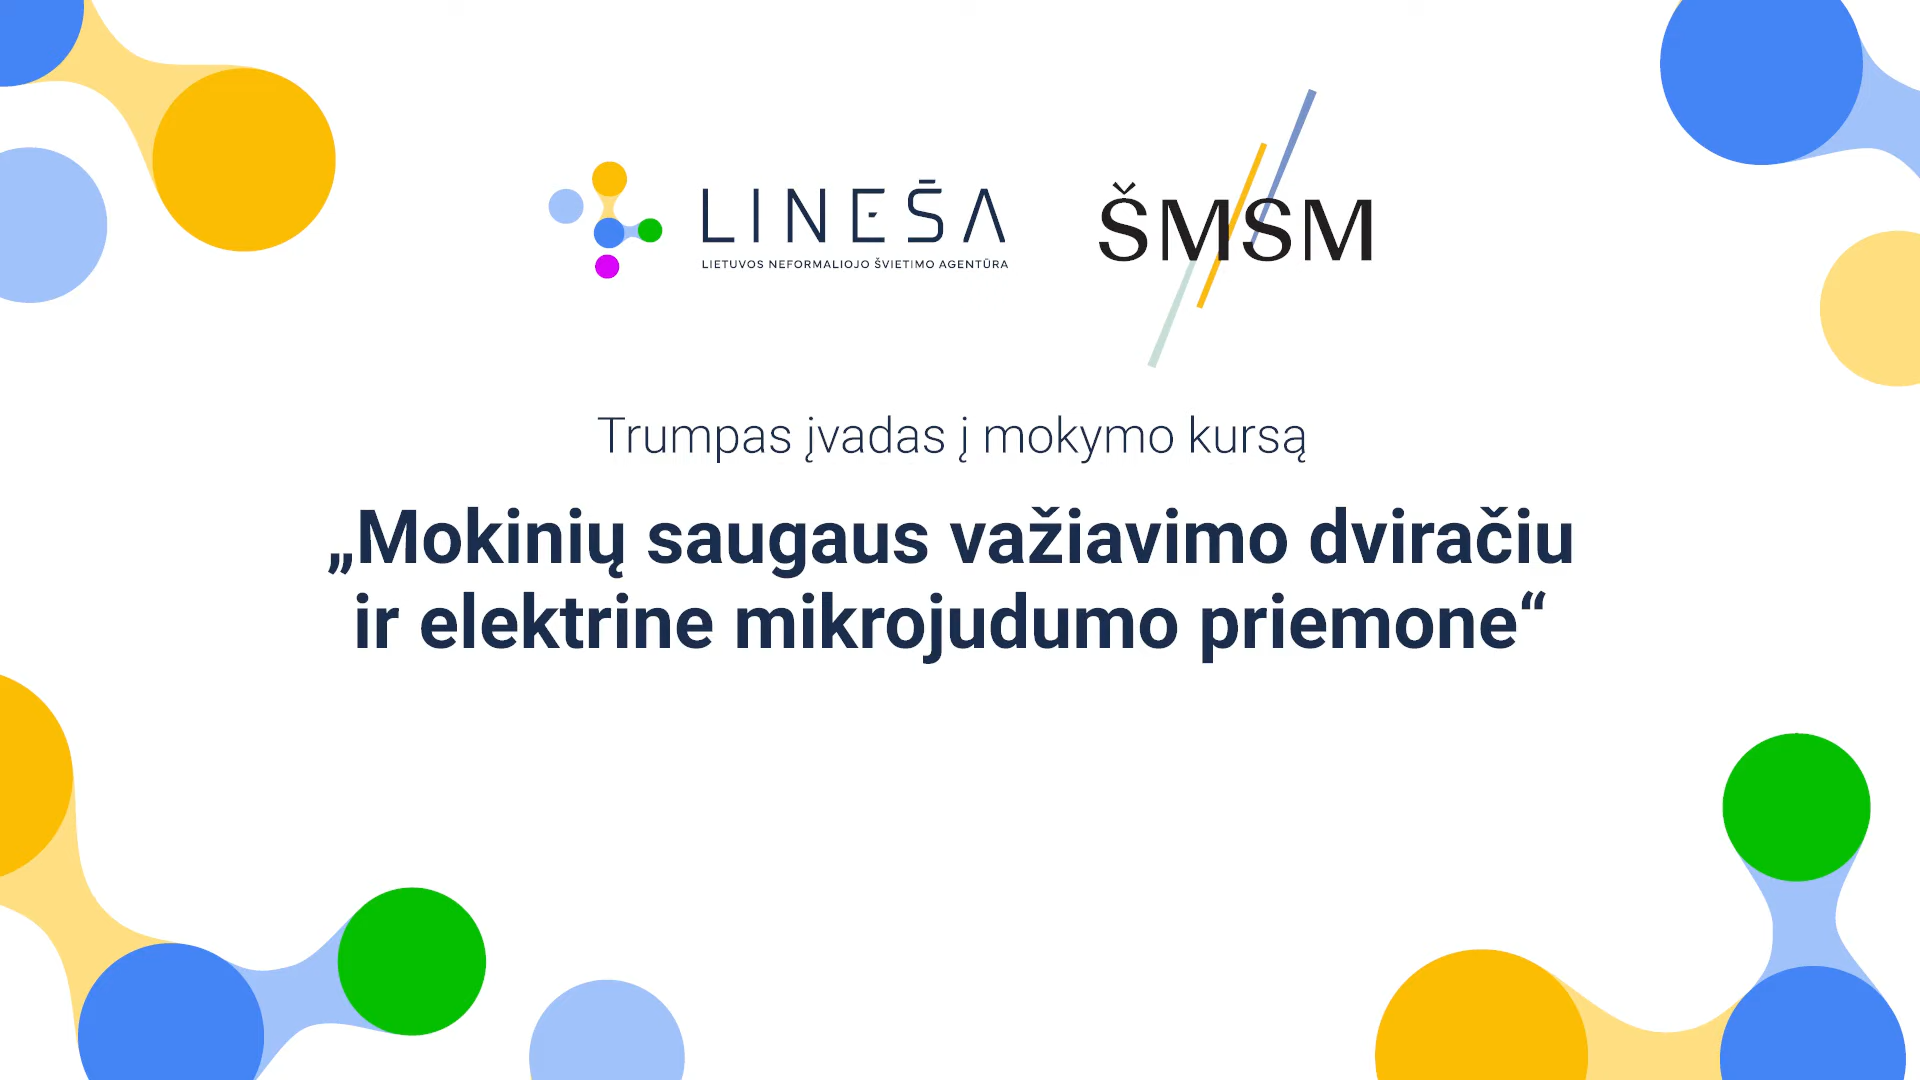 LINEŠA
LIETUVOS NEFORMALIOJO ŠVIETIMO AGENTŪRA
ŠMSM
Trumpas įvadas į mokymo kursą
„Mokinių saugaus važiavimo dviračiu
ir elektrine mikrojudumo priemone“